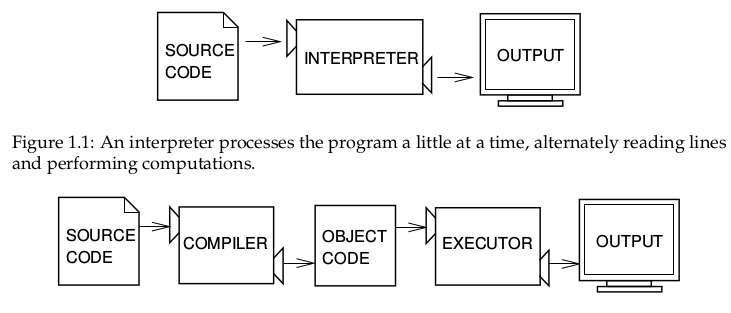 SOURCE
CODE
INTERPRETER
OUTPUT
Figure 1.1: An interpreter processes the program a little at a time, alternately reading lines
and performing computations.
SOURCE
CODE
COMPILER
OBJECT
CODE
EXECUTOR
OUTPUT